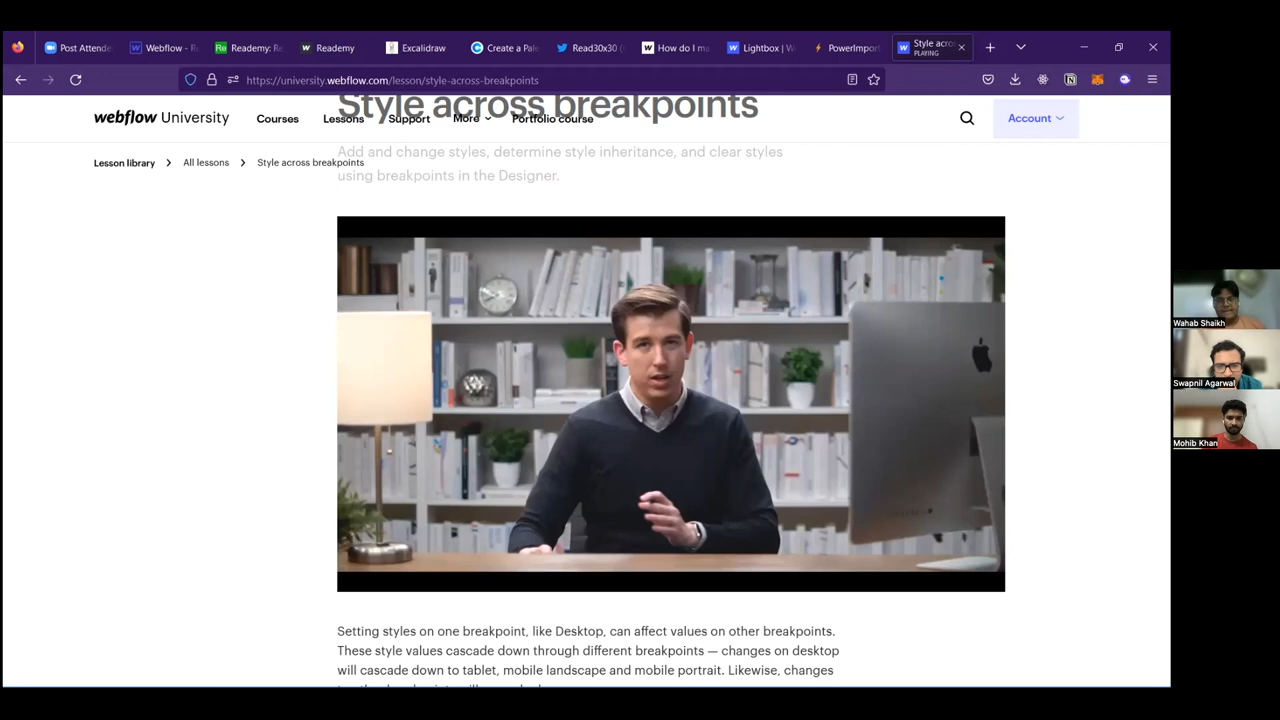 Post Attende
Webflow - R
Reademy: Re
Reademy
Excalidraw
Create a Pale
Read30x30 (
How do I ma
Lightbox | W
PowerImport
Style acros
PLAYING
https://university.webflow.com/lesson/style-across-breakpoints
Style across breakpoints
webflow University
Courses
Lessons
Support
More
Portfolio course
Account
Add and change styles, determine style inheritance, and clear styles
using breakpoints in the Designer.
Lesson library
All lessons
Style across breakpoints
Wahab Shaikh
Swapnil Agarwal
Mohib Khan
Setting styles on one breakpoint, like Desktop, can affect values on other breakpoints.
These style values cascade down through different breakpoints — changes on desktop
will cascade down to tablet, mobile landscape and mobile portrait. Likewise, changes